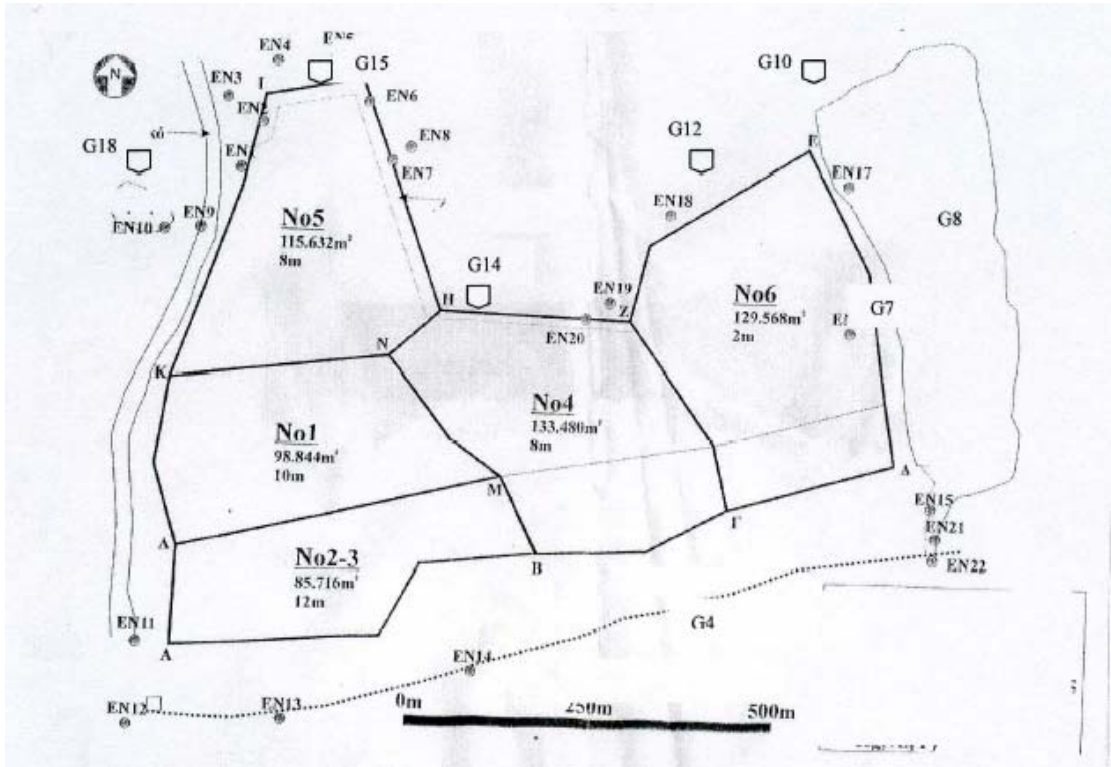 EN4
G15
G10
N
EN3
I
EN6
G12
E
EN8
G18
EN7
EN17
EN18
G8
EN10
EN9
No5
115.632m²
8m
G14
H
EN19
Z
No6
129.568m²
2m
G7
EN20
N
K
No4
133.480m²
8m
No1
98.844m²
10m
M
Δ
Γ
EN15
Λ
EN21
No2-3
85.716m²
12m
B
EN22
EN11
A
G4
EN14
EN12
EN13
0m
250m
500m